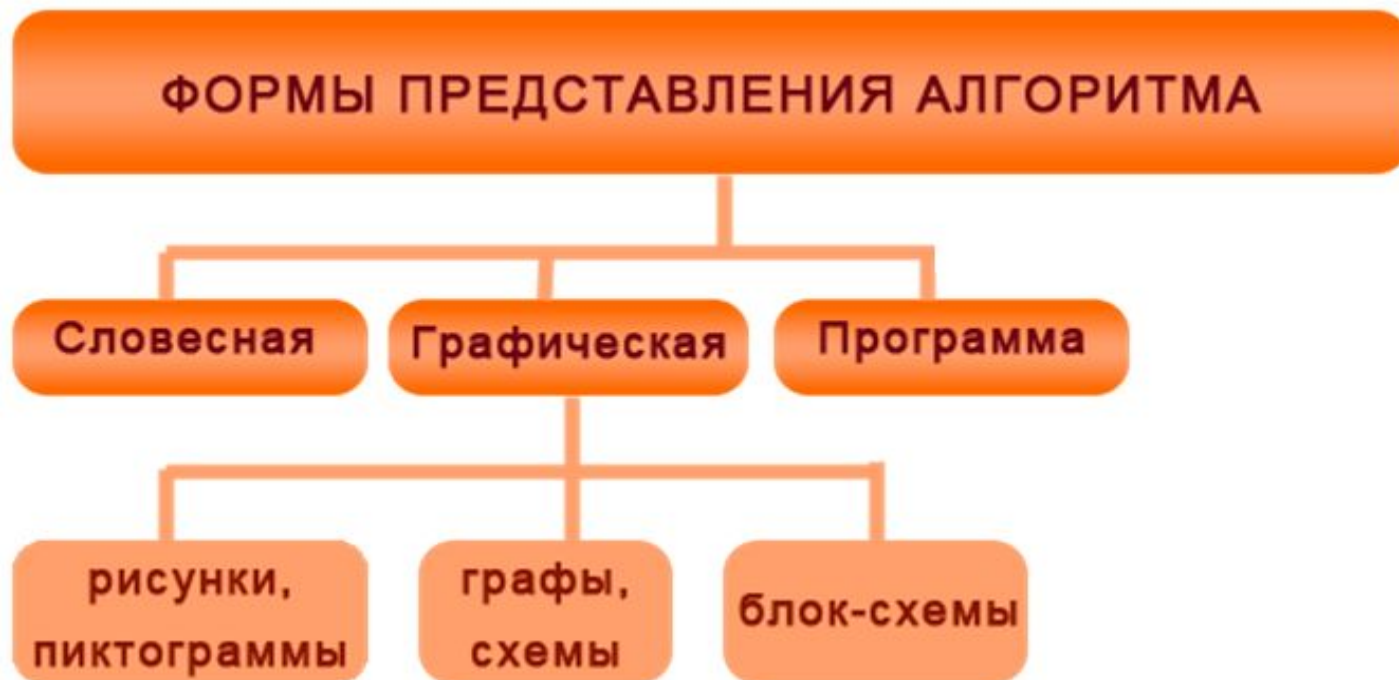 ФОРМЫ ПРЕДСТАВЛЕНИЯ АЛГОРИТМА
Словесная
Графическая
Программа
рисунки,
пиктограммы
графы,
схемы
блок-схемы